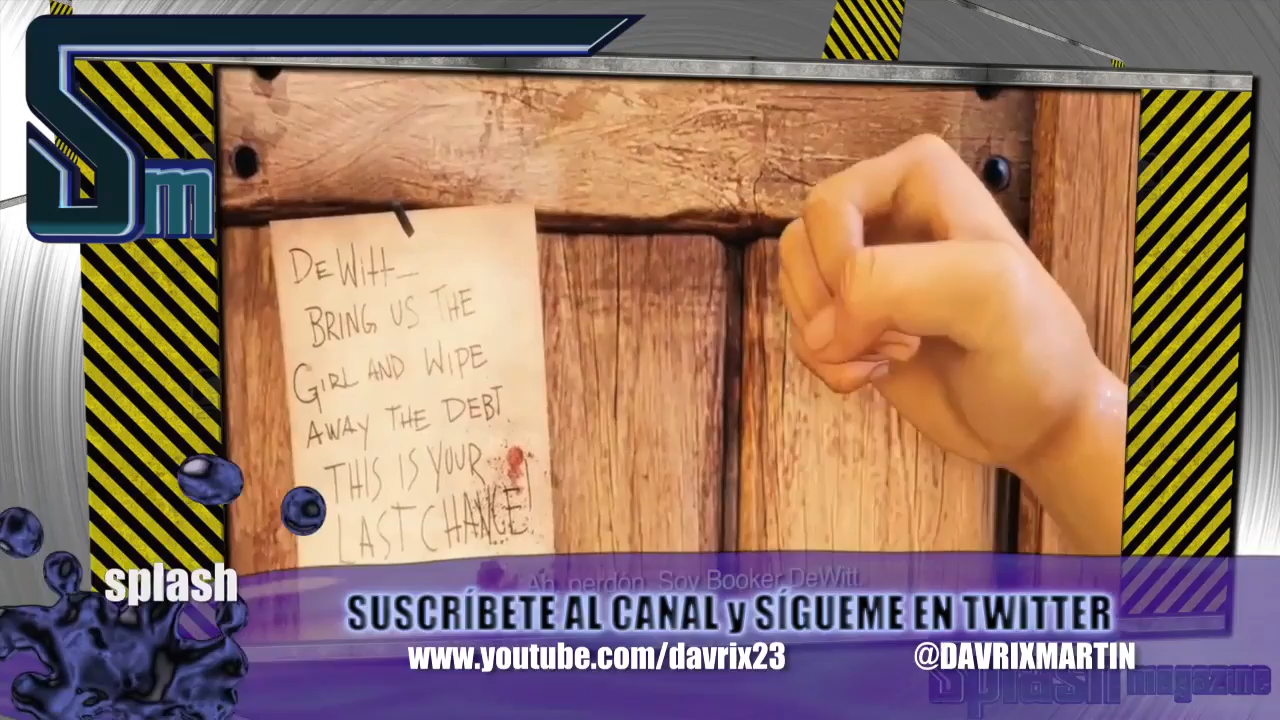 Sm
DEWitt_
BRING US THE
GIRL AND WIPE
AWAY THE DEBT.
THIS IS YOUR
LAST CHANCE!
Ah, perdón. Soy Booker DeWitt.
splash
SUSCRÍBETE AL CANAL y SÍGUEME EN TWITTER
www.youtube.com/davrix23 @DAVRIXMARTIN
Splash magazine